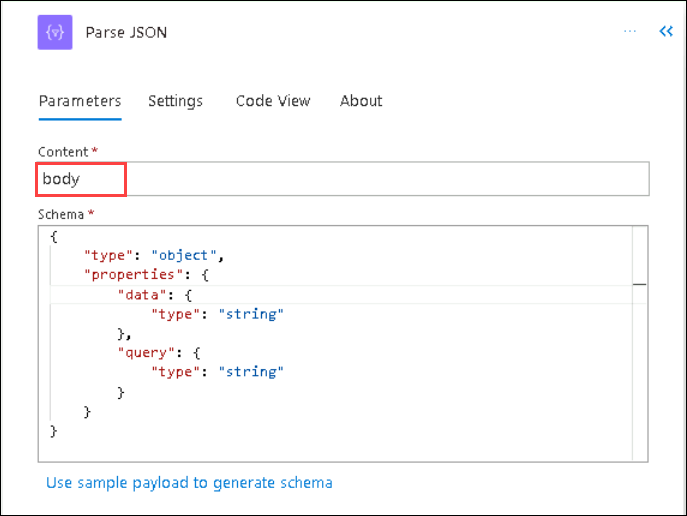 Parse JSON
Parameters Settings Code View About
Content *
body
Schema *
{
    "type": "object",
    "properties": {
        "data": {
            "type": "string"
        },
        "query": {
            "type": "string"
        }
    }
}
Use sample payload to generate schema